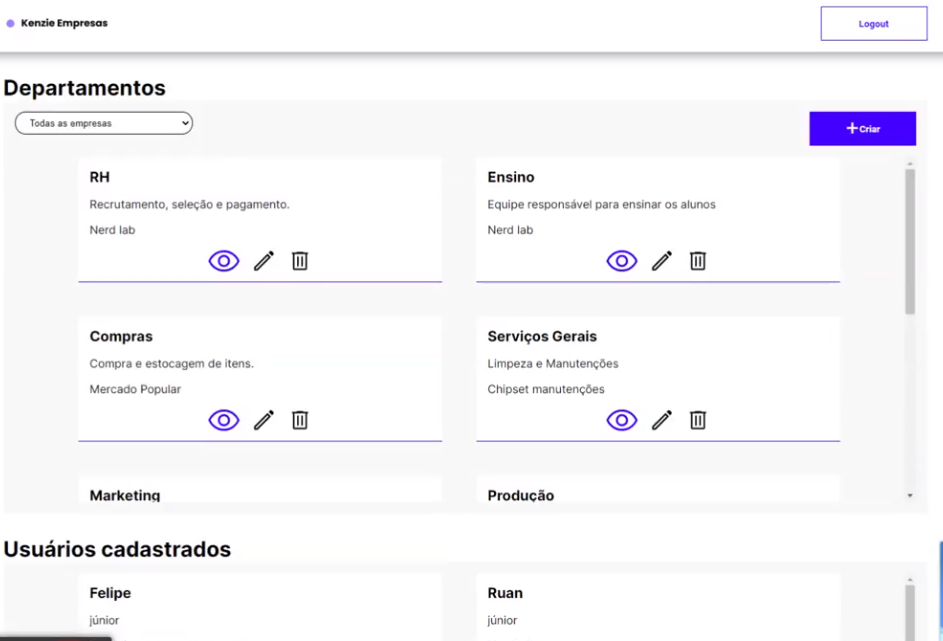 Kenzie Empresas
Logout
Departamentos
Todas as empresas
+Criar
RH
Recrutamento, seleção e pagamento.
Nerd lab
Ensino
Equipe responsável para ensinar os alunos
Nerd lab
Compras
Compra e estocagem de itens.
Mercado Popular
Serviços Gerais
Limpeza e Manutenções
Chipset manutenções
Marketing
Produção
Usuários cadastrados
Felipe
júnior
Ruan
júnior